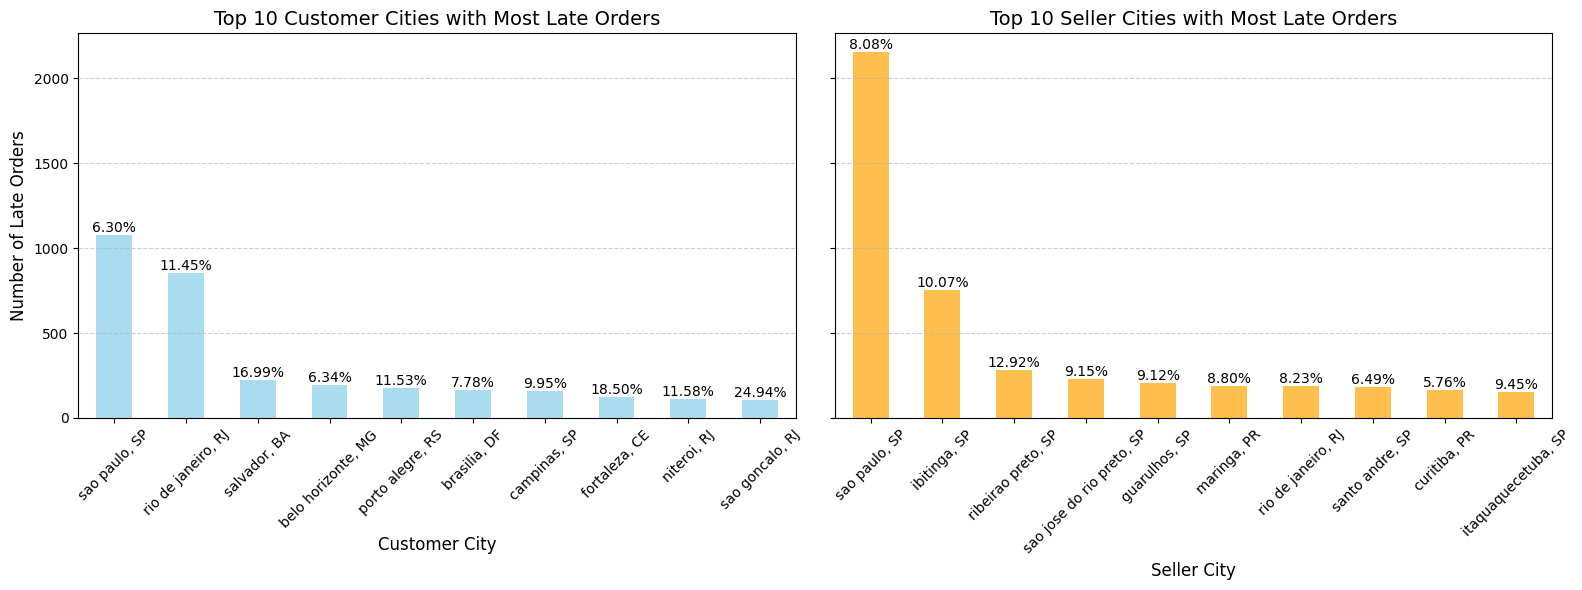 Top 10 Customer Cities with Most Late Orders
Number of Late Orders
2000
1500
1000
500
0
6.30%
11.45%
16.99%
6.34%
11.53%
7.78%
9.95%
18.50%
11.58%
24.94%
sao paulo, SP
rio de janeiro, RJ
salvador, BA
belo horizonte, MG
porto alegre, RS
brasilia, DF
campinas, SP
fortaleza, CE
niteroi, RJ
sao goncalo, RJ
Customer City
Top 10 Seller Cities with Most Late Orders
8.08%
10.07%
12.92%
9.15%
9.12%
8.80%
8.23%
6.49%
5.76%
9.45%
sao paulo, SP
ibitinga, SP
ribeirao preto, SP
sao jose do rio preto, SP
guarulhos, SP
maringa, PR
rio de janeiro, RJ
santo andre, SP
curitiba, PR
itaquaquecetuba, SP
Seller City